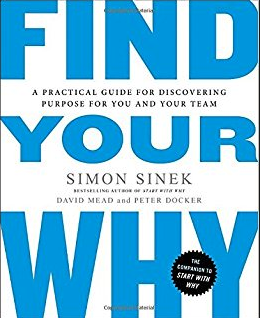 FIND
A PRACTICAL GUIDE FOR DISCOVERING
PURPOSE FOR YOU AND YOUR TEAM
YOUR
SIMON SINEK
BESTSELLING AUTHOR OF START WITH WHY
DAVID MEAD and PETER DOCKER
WHY
THE
COMPANION TO
START WITH
WHY